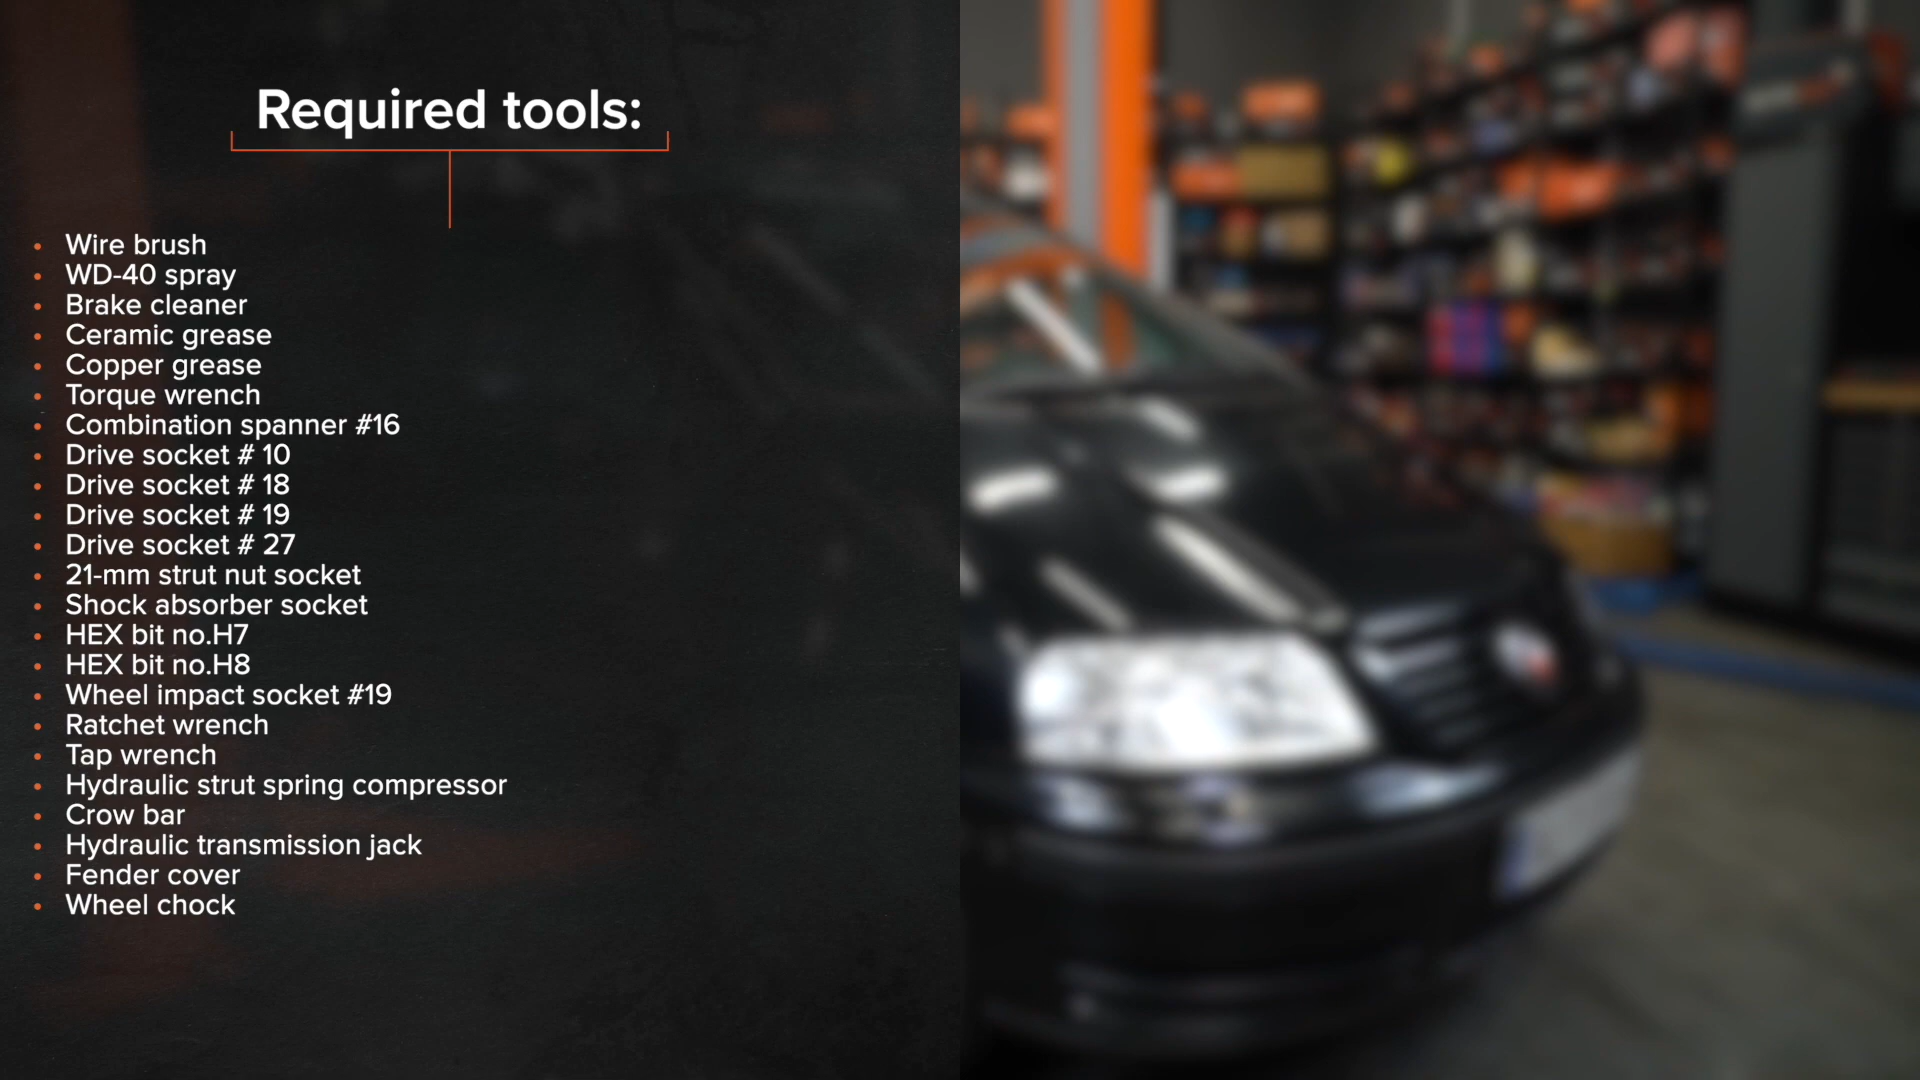 Required tools:
Wire brush
WD-40 spray
Brake cleaner
Ceramic grease
Copper grease
Torque wrench
Combination spanner #16
Drive socket # 10
Drive socket # 18
Drive socket # 19
Drive socket # 27
21-mm strut nut socket
Shock absorber socket
HEX bit no.H7
HEX bit no.H8
Wheel impact socket #19
Ratchet wrench
Tap wrench
Hydraulic strut spring compressor
Crow bar
Hydraulic transmission jack
Fender cover
Wheel chock